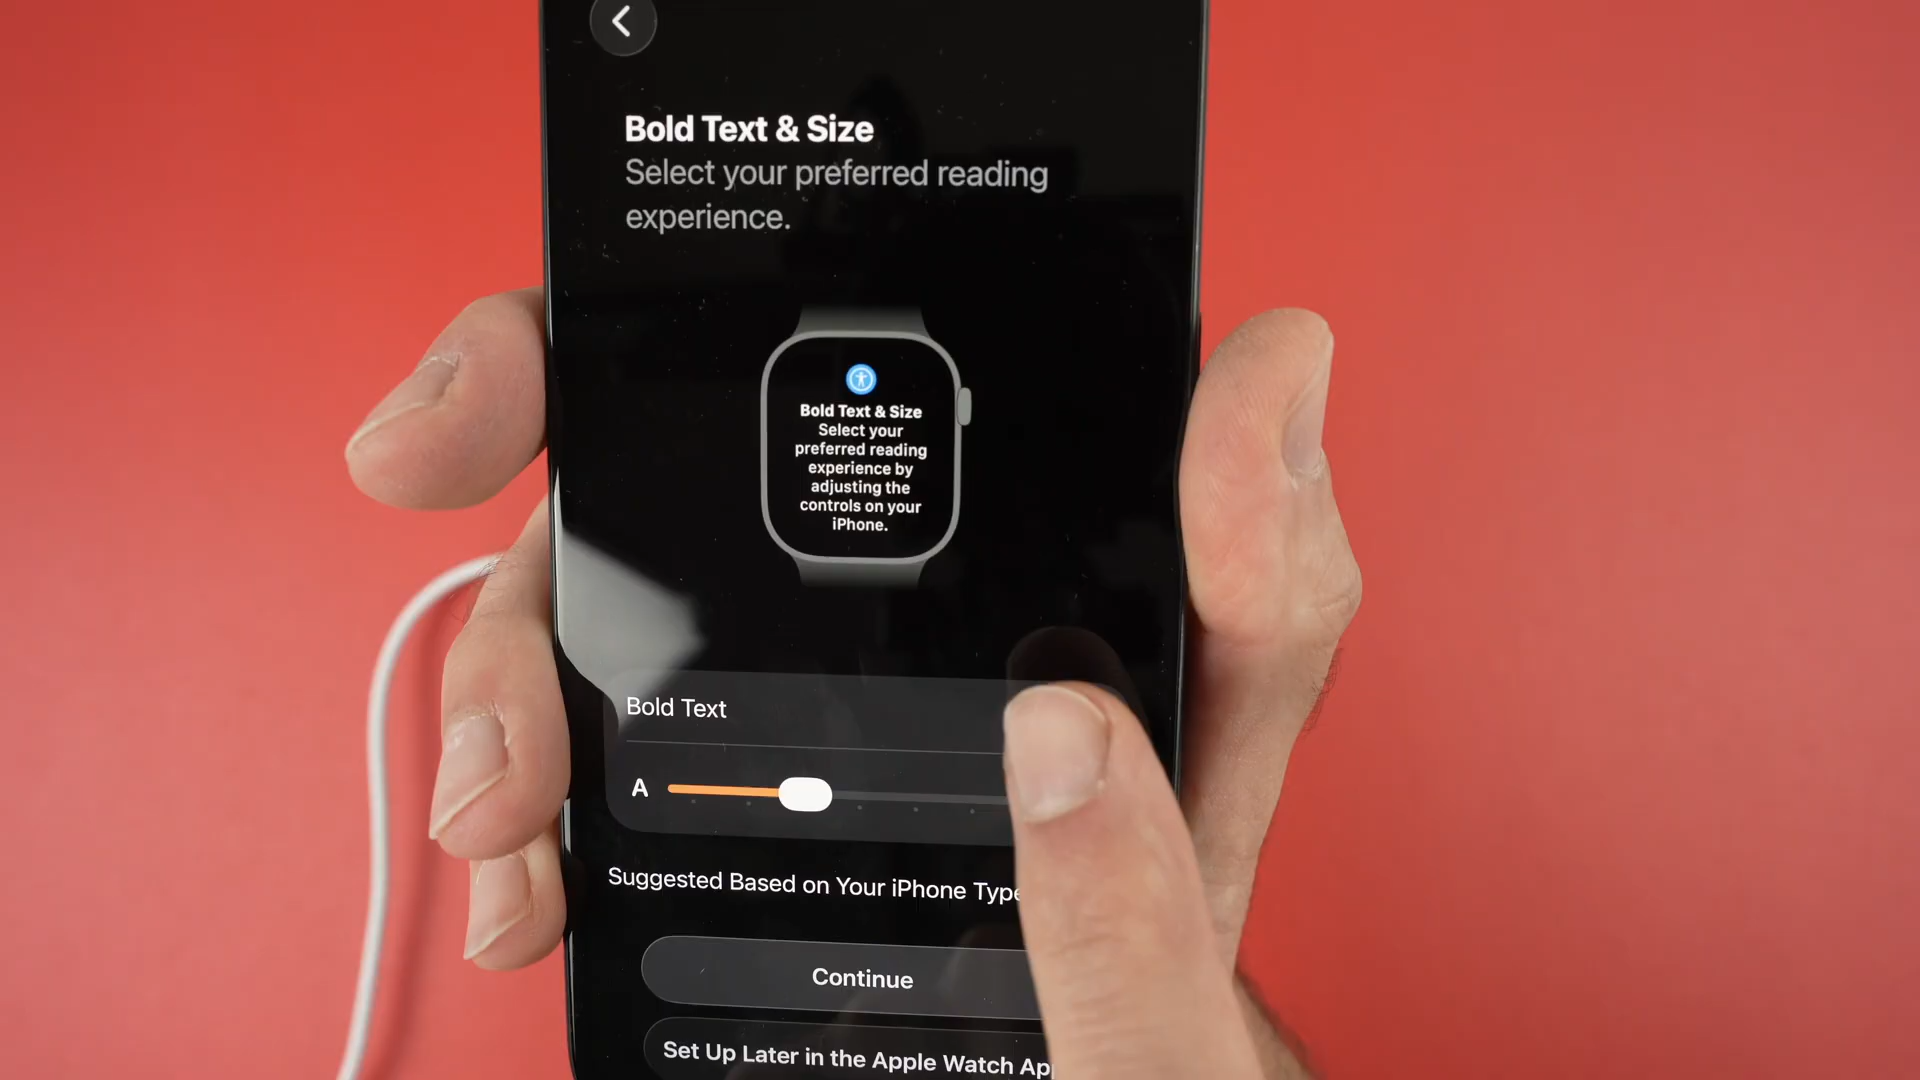 Bold Text & Size
Select your preferred reading
experience.
Bold Text & Size
Select your
preferred reading
experience by
adjusting the
controls on your
iPhone.
Bold Text
A
Suggested Based on Your iPhone Type
Continue
Set Up Later in the Apple Watch